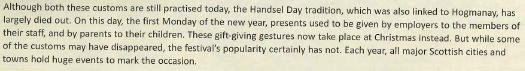 Although both these customs are still practised today, the Handsel Day tradition, which was also linked to Hogmanay, has
largely died out. On this day, the first Monday of the new year, presents used to be given by employers to the members of
their staff, and by parents to their children. These gift-giving gestures now take place at Christmas instead. But while some
of the customs may have disappeared, the festival's popularity certainly has not. Each year, all major Scottish cities and
towns hold huge events to mark the occasion.